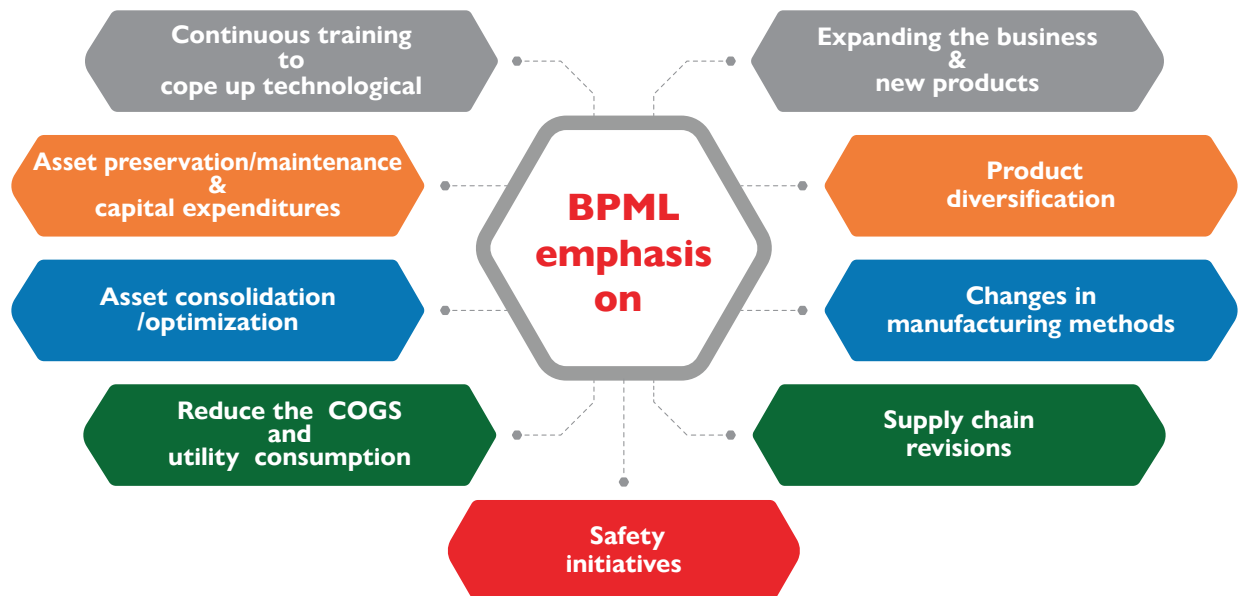 Continuous training
to
cope up technological
Expanding the business
&
new products
Asset preservation/maintenance
&
capital expenditures
BPML
emphasis
on
Product
diversification
Asset consolidation
/optimization
Changes in
manufacturing methods
Reduce the COGS
and
utility consumption
Supply chain
revisions
Safety
initiatives